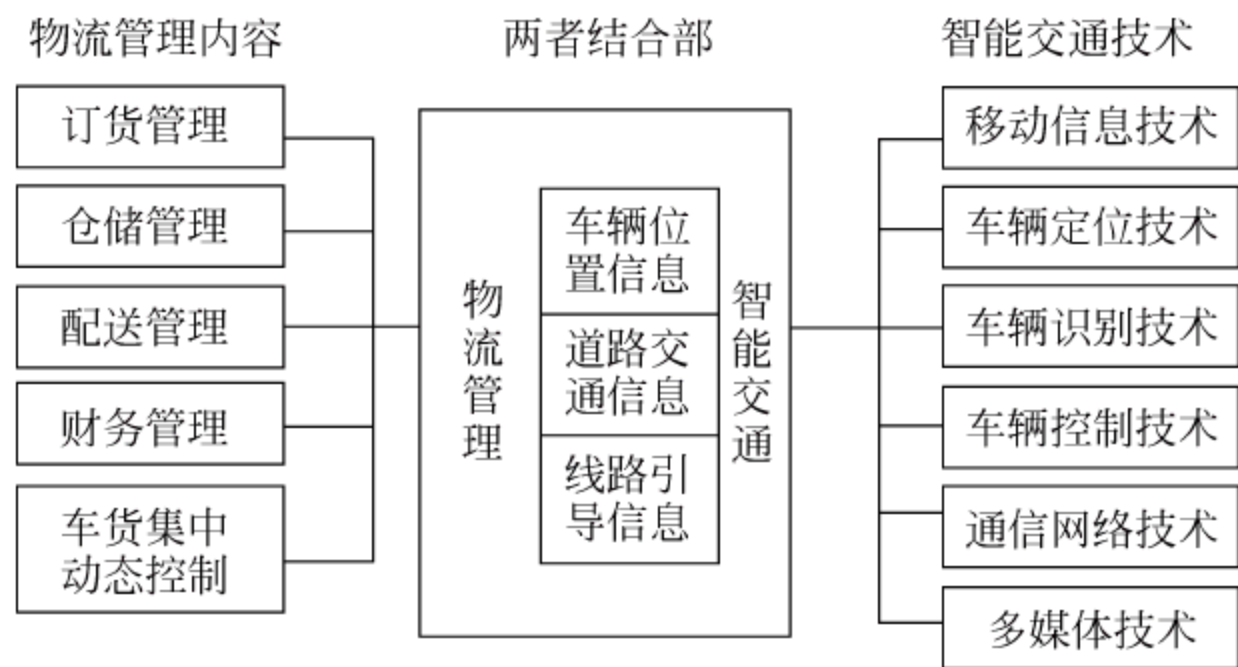 物流管理内容
两者结合部
智能交通技术
订货管理
仓储管理
配送管理
财务管理
车货集中
动态控制
物流管理
车辆位
置信息
道路交
通信息
线路引
导信息
智能交通
移动信息技术
车辆定位技术
车辆识别技术
车辆控制技术
通信网络技术
多媒体技术